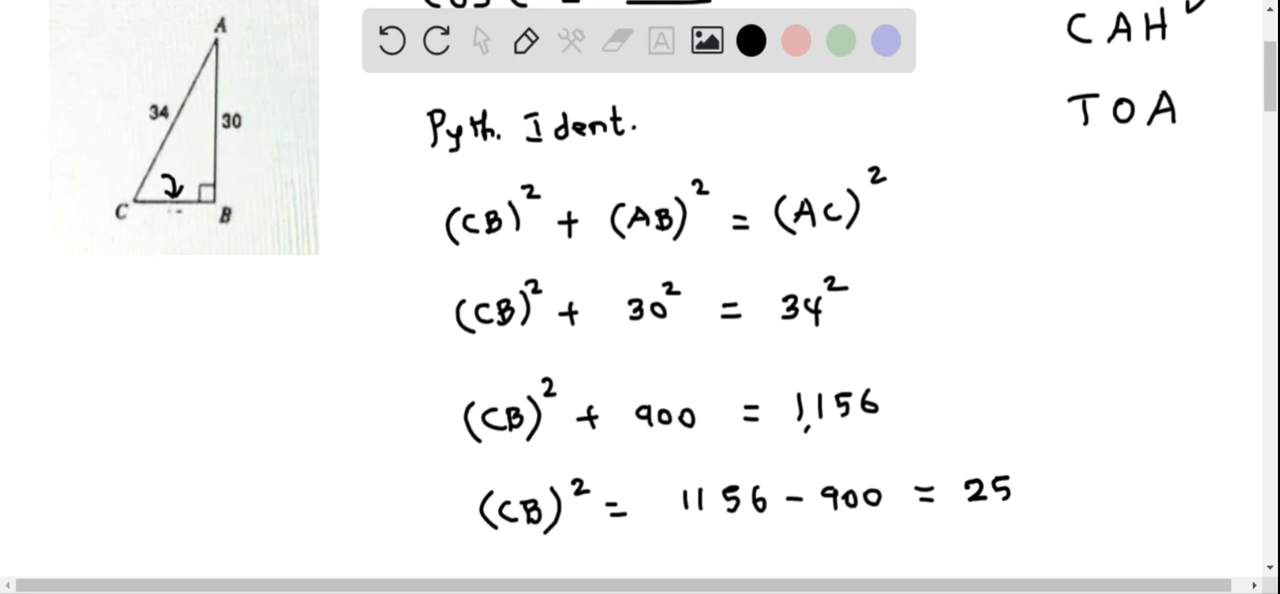 CAH
TOA
A
34
30
C
B
Pyth. Ident.
(CB)² + (AB)² = (AC)²
(CB)² + 30² = 34²
(CB)² + 900 = 1,156
(CB)² = 1156 - 900 = 25